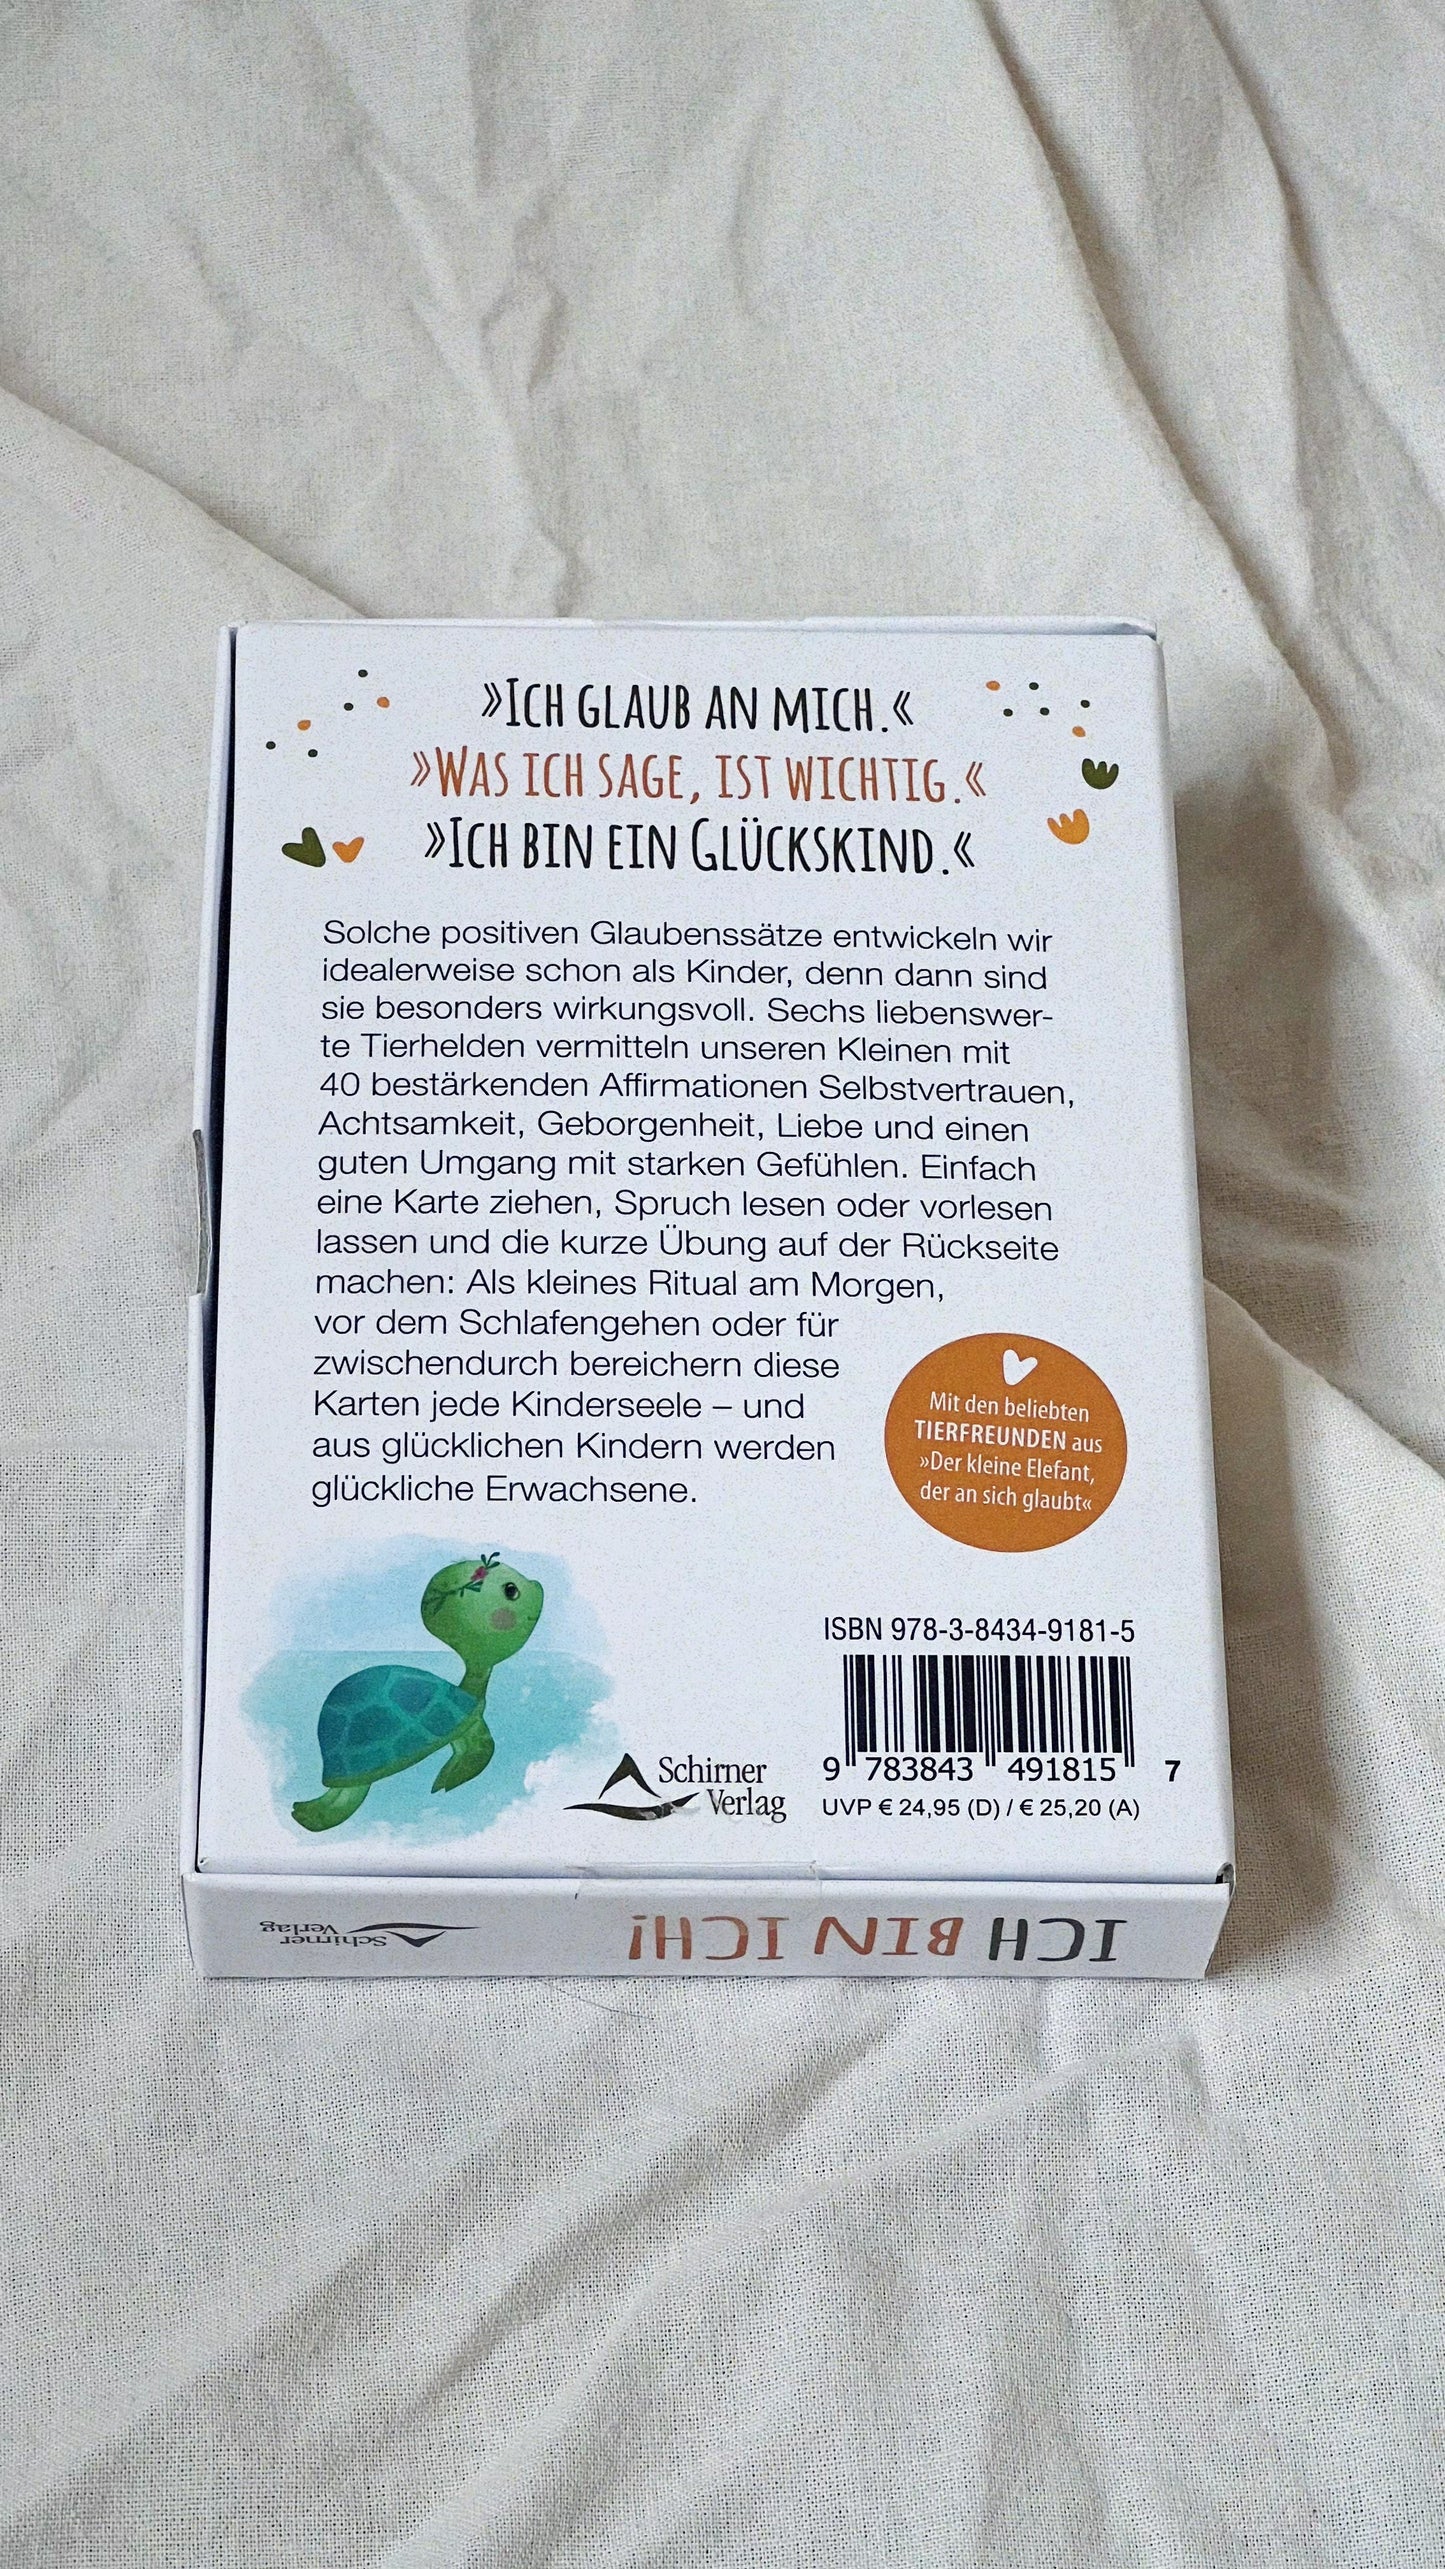 »Ich glaub an mich.«
»Was ich sage, ist wichtig.«
»Ich bin ein Glückskind.«
Solche positiven Glaubenssätze entwickeln wir
idealerweise schon als Kinder, denn dann sind
sie besonders wirkungsvoll. Sechs liebenswer-
te Tierhelden vermitteln unseren Kleinen mit
40 bestärkenden Affirmationen Selbstvertrauen,
Achtsamkeit, Geborgenheit, Liebe und einen
guten Umgang mit starken Gefühlen. Einfach
eine Karte ziehen, Spruch lesen oder vorlesen
lassen und die kurze Übung auf der Rückseite
machen: Als kleines Ritual am Morgen,
vor dem Schlafengehen oder für
zwischendurch bereichern diese
Karten jede Kinderseele – und
aus glücklichen Kindern werden
glückliche Erwachsene.
Mit den beliebten
TIERFREUNDEN aus
»Der kleine Elefant,
der an sich glaubt«
ISBN 978-3-8434-9181-5
9 783843 491815 7
UVP € 24,95 (D) / € 25,20 (A)
Schirner
Verlag
ICH BIN ICH!
Schirner
Verlag